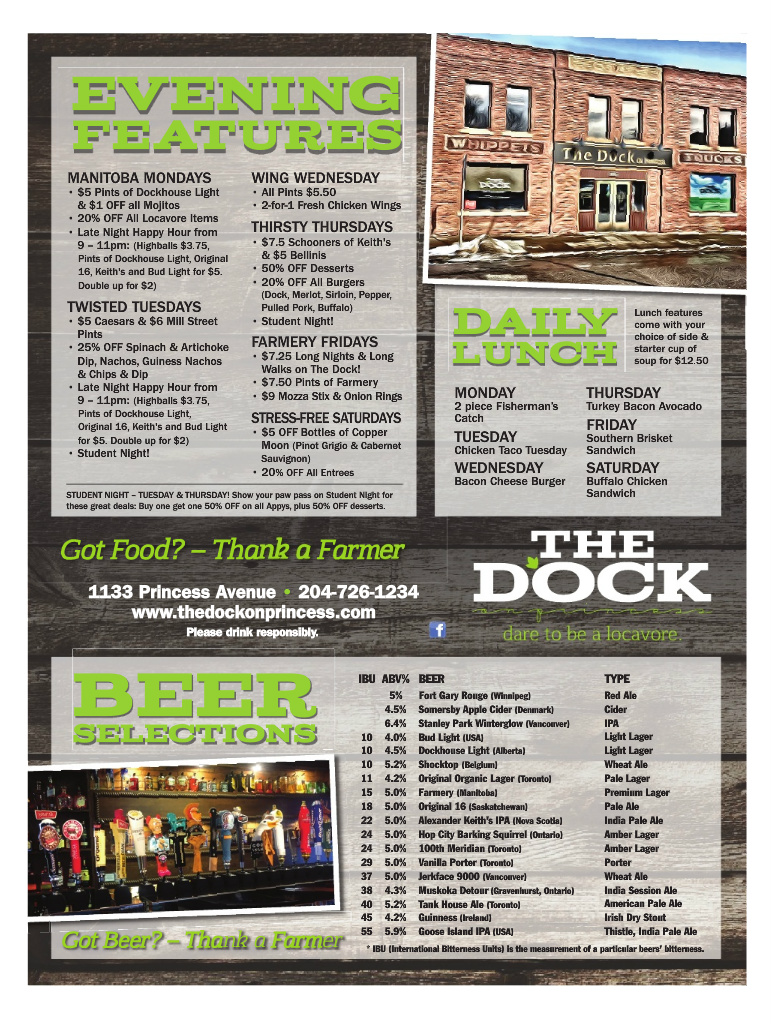 EVENING
FEATURES
MANITOBA MONDAYS
• $5 Pints of Dockhouse Light
& $1 OFF all Mojitos
• 20% OFF All Locavore Items
• Late Night Happy Hour from
9 – 11pm: (Highballs $3.75,
Pints of Dockhouse Light, Original
16, Keith's and Bud Light for $5.
Double up for $2)
TWISTED TUESDAYS
• $5 Caesars & $6 Mill Street
Pints
• 25% OFF Spinach & Artichoke
Dip, Nachos, Guiness Nachos
& Chips & Dip
• Late Night Happy Hour from
9 – 11pm: (Highballs $3.75,
Pints of Dockhouse Light,
Original 16, Keith's and Bud Light
for $5. Double up for $2)
• Student Night!
WING WEDNESDAY
• All Pints $5.50
• 2-for-1 Fresh Chicken Wings
THIRSTY THURSDAYS
• $7.5 Schooners of Keith's
& $5 Bellinis
• 50% OFF Desserts
• 20% OFF All Burgers
(Dock, Merlot, Sirloin, Pepper,
Pulled Pork, Buffalo)
• Student Night!
FARMERY FRIDAYS
• $7.25 Long Nights & Long
Walks on The Dock!
• $7.50 Pints of Farmery
• $9 Mozza Stix & Onion Rings
STRESS-FREE SATURDAYS
• $5 OFF Bottles of Copper
Moon (Pinot Grigio & Cabernet
Sauvignon)
• 20% OFF All Entrees
STUDENT NIGHT – TUESDAY & THURSDAY! Show your paw pass on Student Night for
these great deals: Buy one get one 50% OFF on all Appys, plus 50% OFF desserts.
WHIPPETS
The Dock on Princess
TRUCKS
DAILY
LUNCH
Lunch features
come with your
choice of side &
starter cup of
soup for $12.50
MONDAY
2 piece Fisherman's
Catch
TUESDAY
Chicken Taco Tuesday
WEDNESDAY
Bacon Cheese Burger
THURSDAY
Turkey Bacon Avocado
FRIDAY
Southern Brisket
Sandwich
SATURDAY
Buffalo Chicken
Sandwich
Got Food? – Thank a Farmer
1133 Princess Avenue • 204-726-1234
www.thedockonprincess.com
Please drink responsibly.
f
THE
DOCK
on princess
dare to be a locavore.
BEER
SELECTIONS
Got Beer? – Thank a Farmer
IBU ABV% BEER TYPE
5% Fort Gary Rouge (Winnipeg) Red Ale
4.5% Somersby Apple Cider (Denmark) Cider
6.4% Stanley Park Winterglow (Vancouver) IPA
10 4.0% Bud Light (USA) Light Lager
10 4.5% Dockhouse Light (Alberta) Light Lager
10 5.2% Shocktop (Belgium) Wheat Ale
11 4.2% Original Organic Lager (Toronto) Pale Lager
15 5.0% Farmery (Manitoba) Premium Lager
18 5.0% Original 16 (Saskatchewan) Pale Ale
22 5.0% Alexander Keith's IPA (Nova Scotia) India Pale Ale
24 5.0% Hop City Barking Squirrel (Ontario) Amber Lager
24 5.0% 100th Meridian (Toronto) Amber Lager
29 5.0% Vanilla Porter (Toronto) Porter
37 5.0% Jerkface 9000 (Vancouver) Wheat Ale
38 4.3% Muskoka Detour (Gravenhurst, Ontario) India Session Ale
40 5.2% Tank House Ale (Toronto) American Pale Ale
45 4.2% Guinness (Ireland) Irish Dry Stout
55 5.9% Goose Island IPA (USA) Thistle, India Pale Ale
* IBU (International Bitterness Units) is the measurement of a particular beers' bitterness.